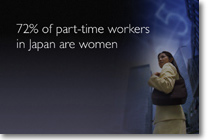 72% of part-time workers
in Japan are women